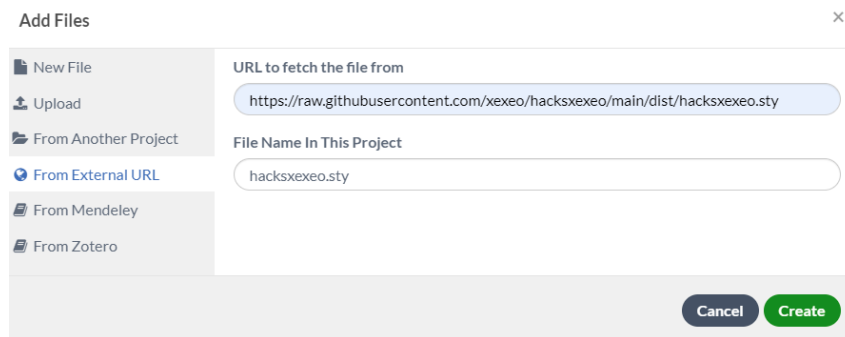 Add Files
×
New File
Upload
From Another Project
From External URL
From Mendeley
From Zotero
URL to fetch the file from
https://raw.githubusercontent.com/xexeo/hacksxexeo/main/dist/hacksxexeo.sty
File Name In This Project
hacksxexeo.sty
Cancel
Create